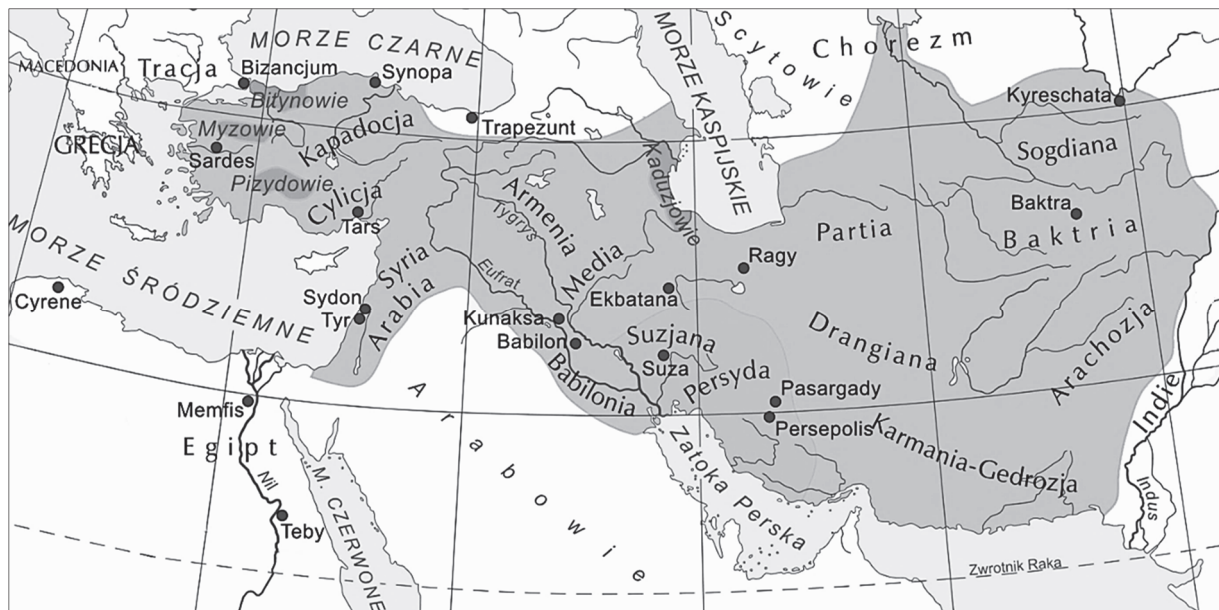 MORZE CZARNE
Scytowie
Chorezm
MACEDONIA
Tracja
Bizancjum
Synopa
MORZE KASPIJSKIE
Bitynowie
Kyreschata
Trapezunt
Kapadocja
Myzowie
GRECJA
Sardes
Sogdiana
Kaduzjowie
Pizydowie
Cylicja
Tars
Armenia
Tygrys
Baktra
Baktria
Partia
MORZE ŚRÓDZIEMNE
Syria
Media
Ragy
Eufrat
Cyrene
Sydon
Tyr
Arabia
Ekbatana
Kunaksa
Babilon
Suzjana
Suza
Drangiana
Arachozja
Babilonia
Persyda
Pasargady
Persepolis
Indie
Memfis
Egipt
Arabowie
Karmania-Gedrozja
Zatoka Perska
Nil
M. CZERWONE
Indus
Teby
Zwrotnik Raka